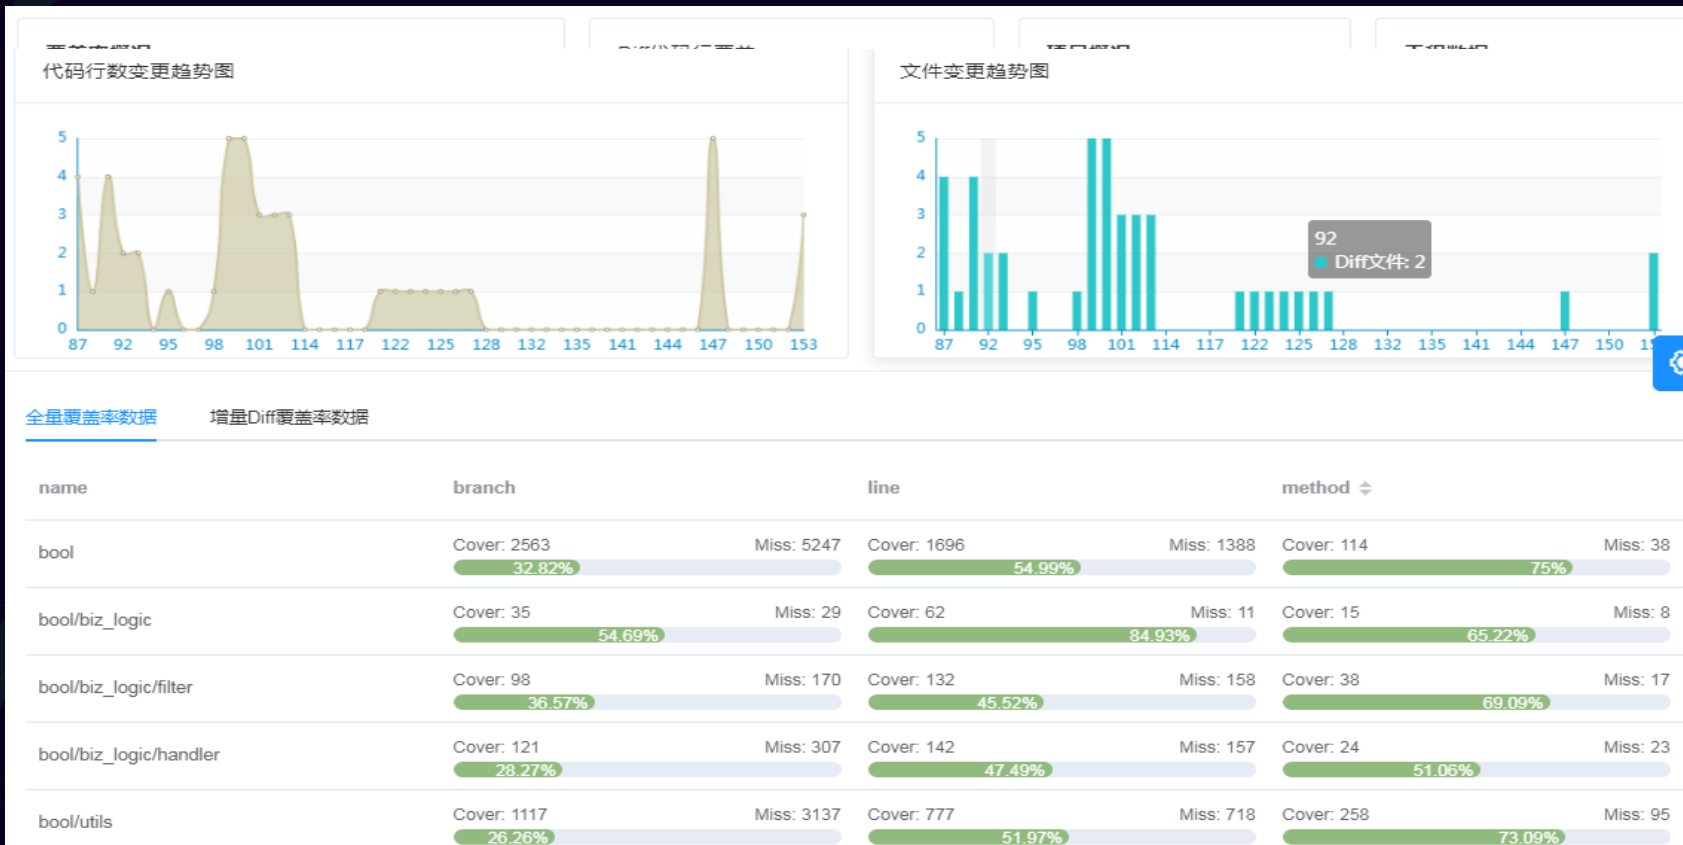 代码行数变更趋势图
文件变更趋势图
5
4
3
2
1
0
87 92 95 98 101 114 117 122 125 128 132 135 141 144 147 150 153
5
4
3
2
1
0
87 92 95 98 101 114 117 122 125 128 132 135 141 144 147 150
92
Diff文件: 2
全量覆盖率数据 增量Diff覆盖率数据
name branch line method
bool
Cover: 2563 Miss: 5247 Cover: 1696 Miss: 1388 Cover: 114 Miss: 38
32.82% 54.99% 75%
bool/biz_logic
Cover: 35 Miss: 29 Cover: 62 Miss: 11 Cover: 15 Miss: 8
54.69% 84.93% 65.22%
bool/biz_logic/filter
Cover: 98 Miss: 170 Cover: 132 Miss: 158 Cover: 38 Miss: 17
36.57% 45.52% 69.09%
bool/biz_logic/handler
Cover: 121 Miss: 307 Cover: 142 Miss: 157 Cover: 24 Miss: 23
28.27% 47.49% 51.06%
bool/utils
Cover: 1117 Miss: 3137 Cover: 777 Miss: 718 Cover: 258 Miss: 95
26.26% 51.97% 73.09%